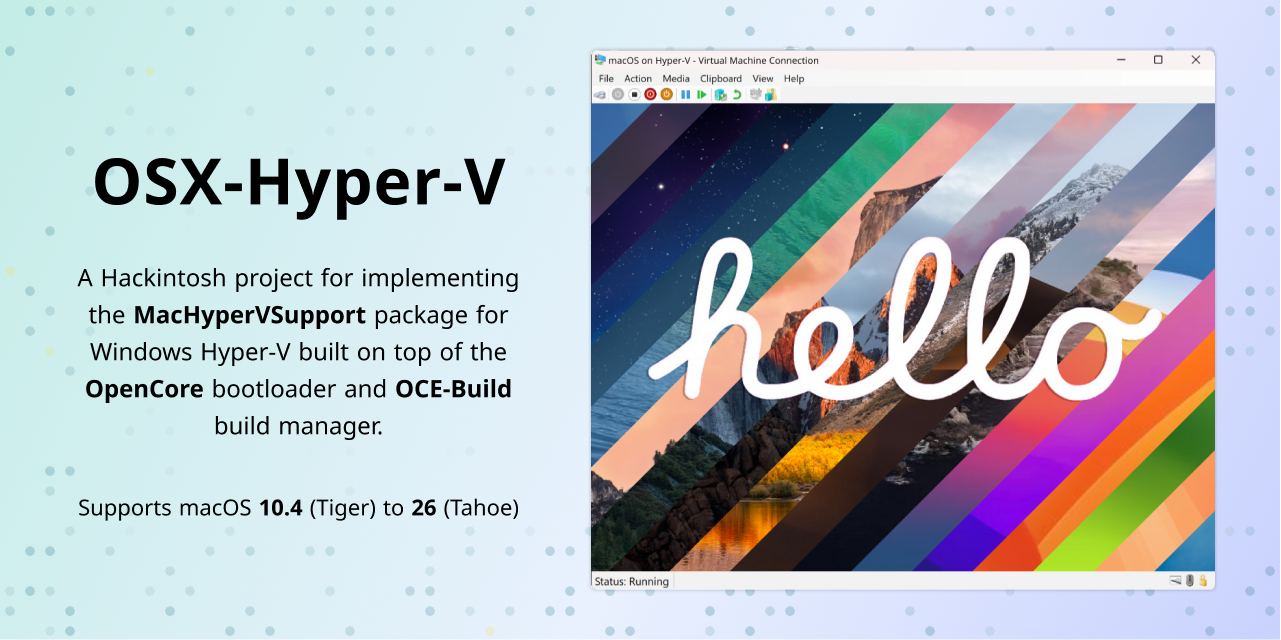 OSX-Hyper-V
A Hackintosh project for implementing
the MacHyperVSupport package for
Windows Hyper-V built on top of the
OpenCore bootloader and OCE-Build
build manager.
Supports macOS 10.4 (Tiger) to 26 (Tahoe)
macOS on Hyper-V - Virtual Machine Connection
File Action Media Clipboard View Help
hello
Status: Running